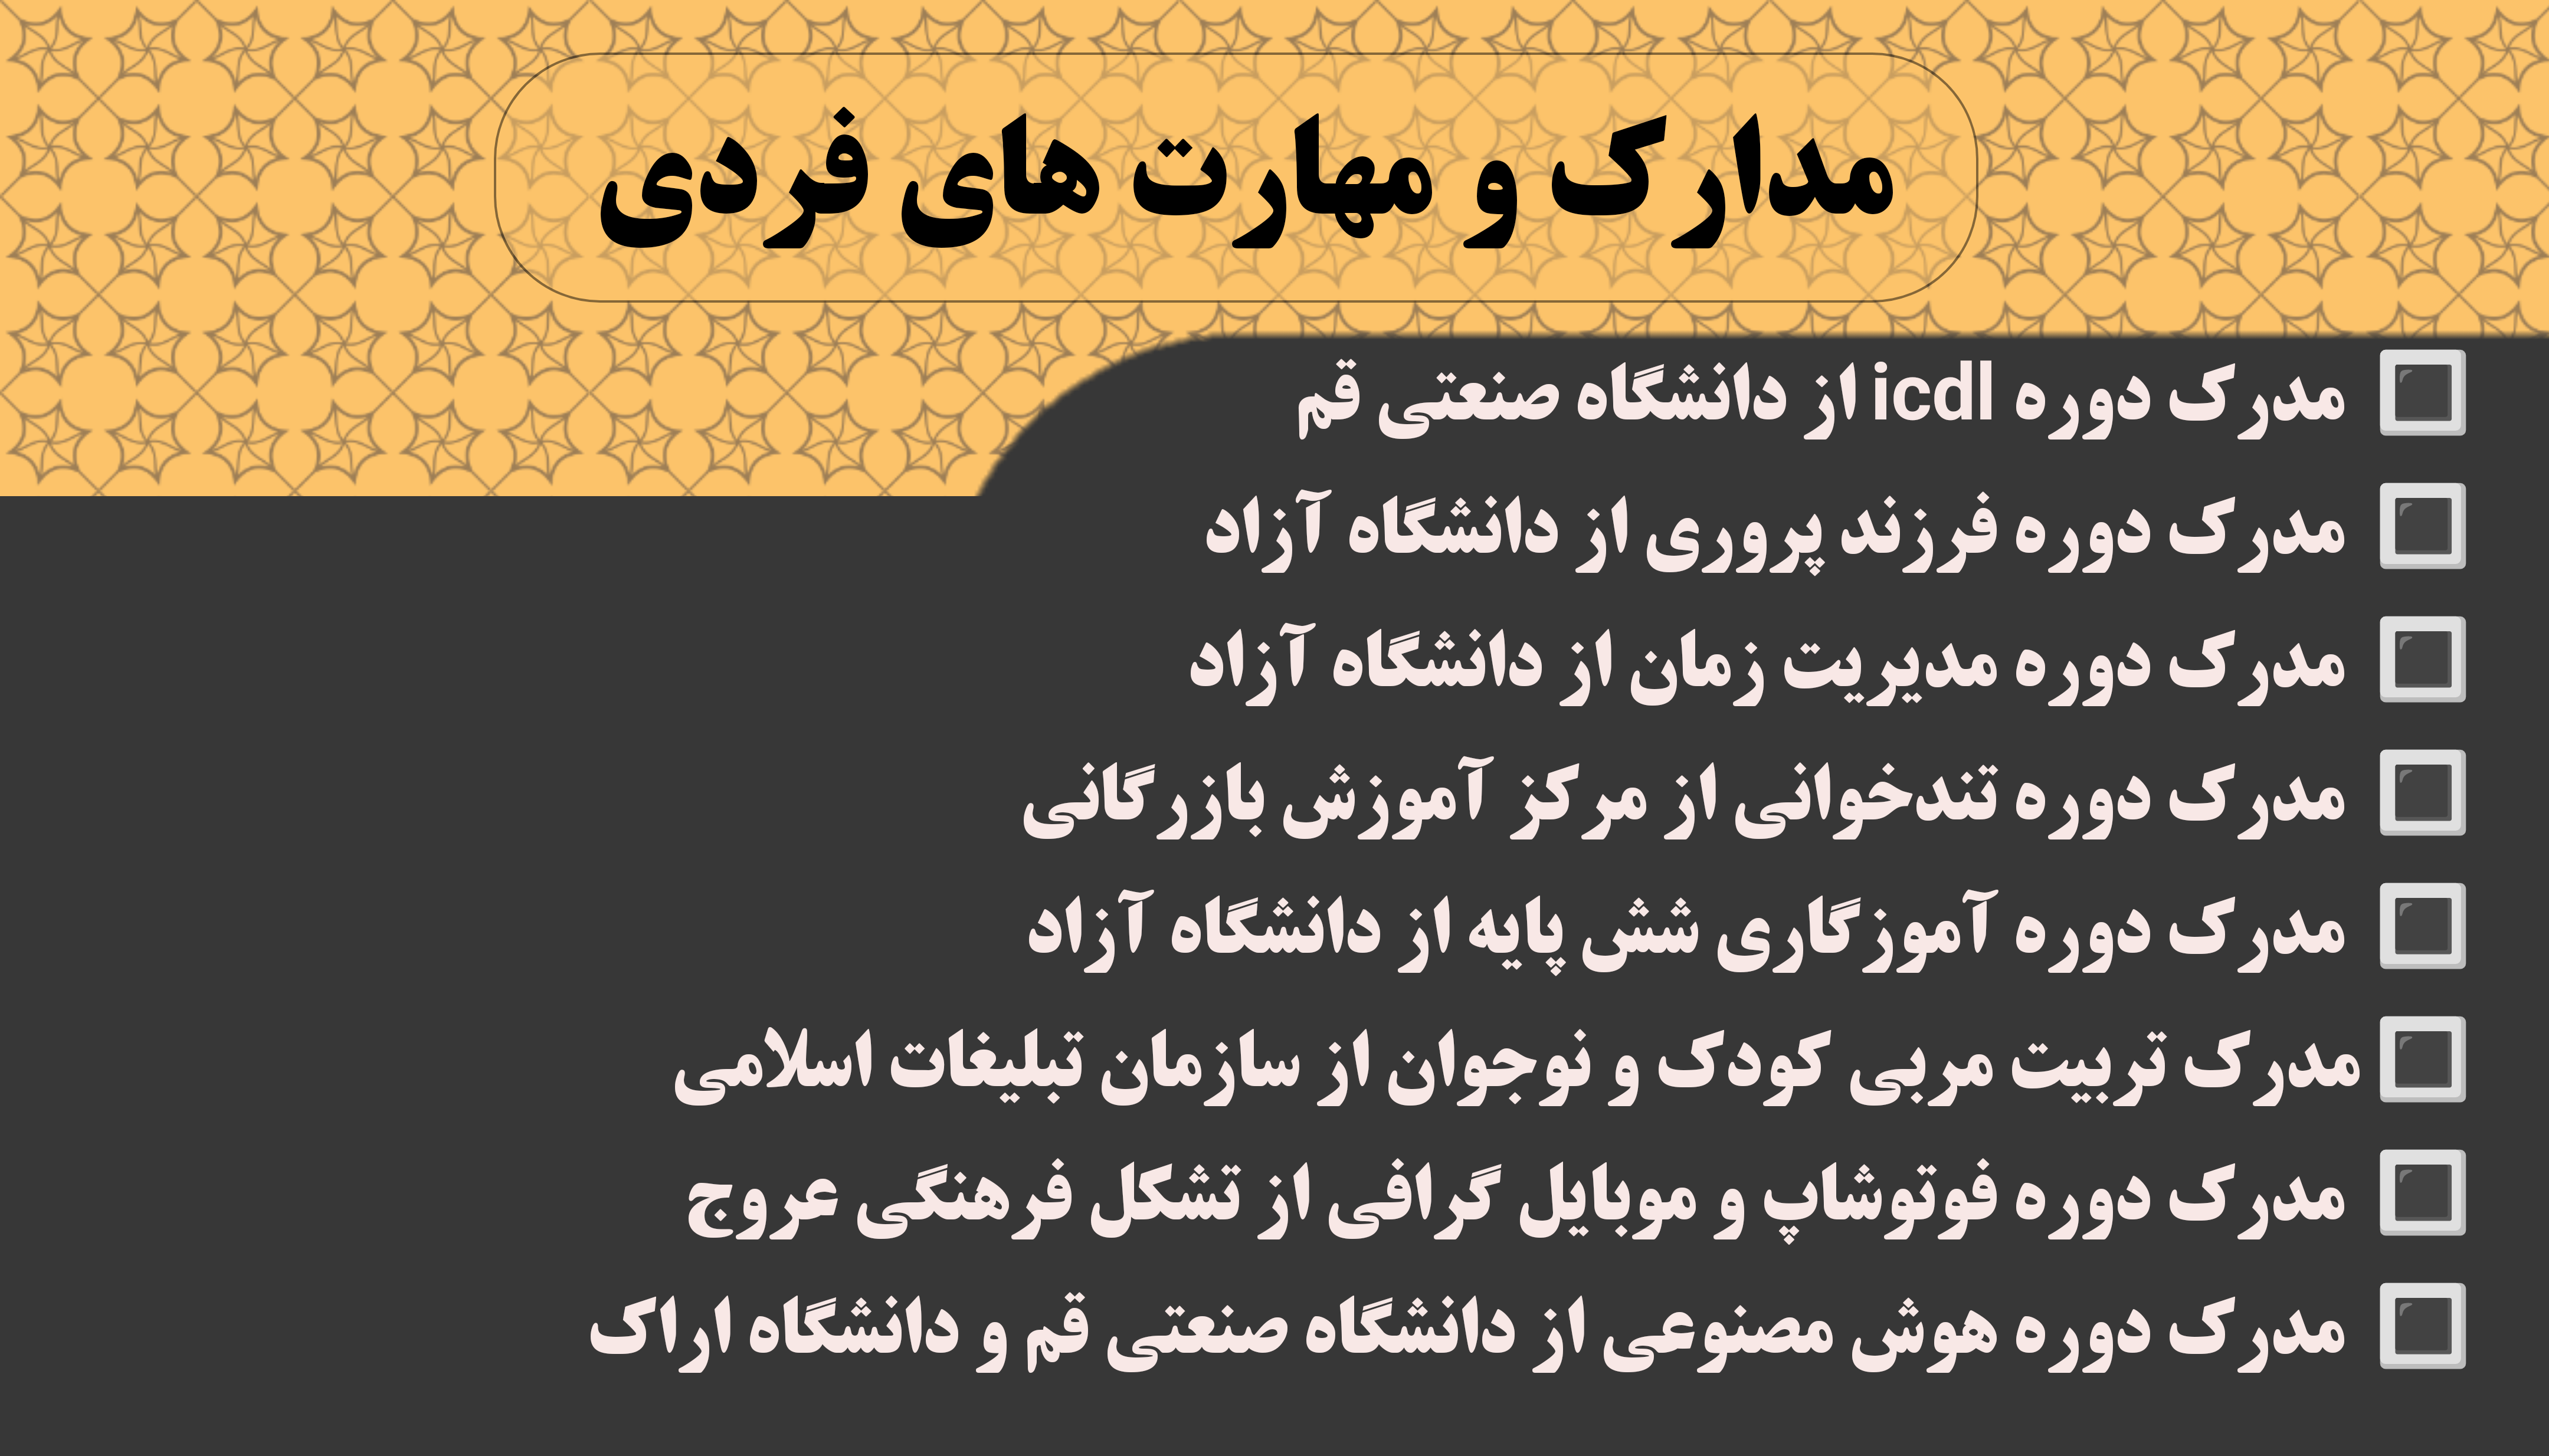 مدارک و مهارت های فردی
🔲 مدرک دوره icdl از دانشگاه صنعتی قم
🔲 مدرک دوره فرزند پروری از دانشگاه آزاد
🔲 مدرک دوره مدیریت زمان از دانشگاه آزاد
🔲 مدرک دوره تندخوانی از مرکز آموزش بازرگانی
🔲 مدرک دوره آموزگاری شش پایه از دانشگاه آزاد
🔲 مدرک تربیت مربی کودک و نوجوان از سازمان تبلیغات اسلامی
🔲 مدرک دوره فوتوشاپ و موبایل گرافی از تشکل فرهنگی عروج
🔲 مدرک دوره هوش مصنوعی از دانشگاه صنعتی قم و دانشگاه اراک